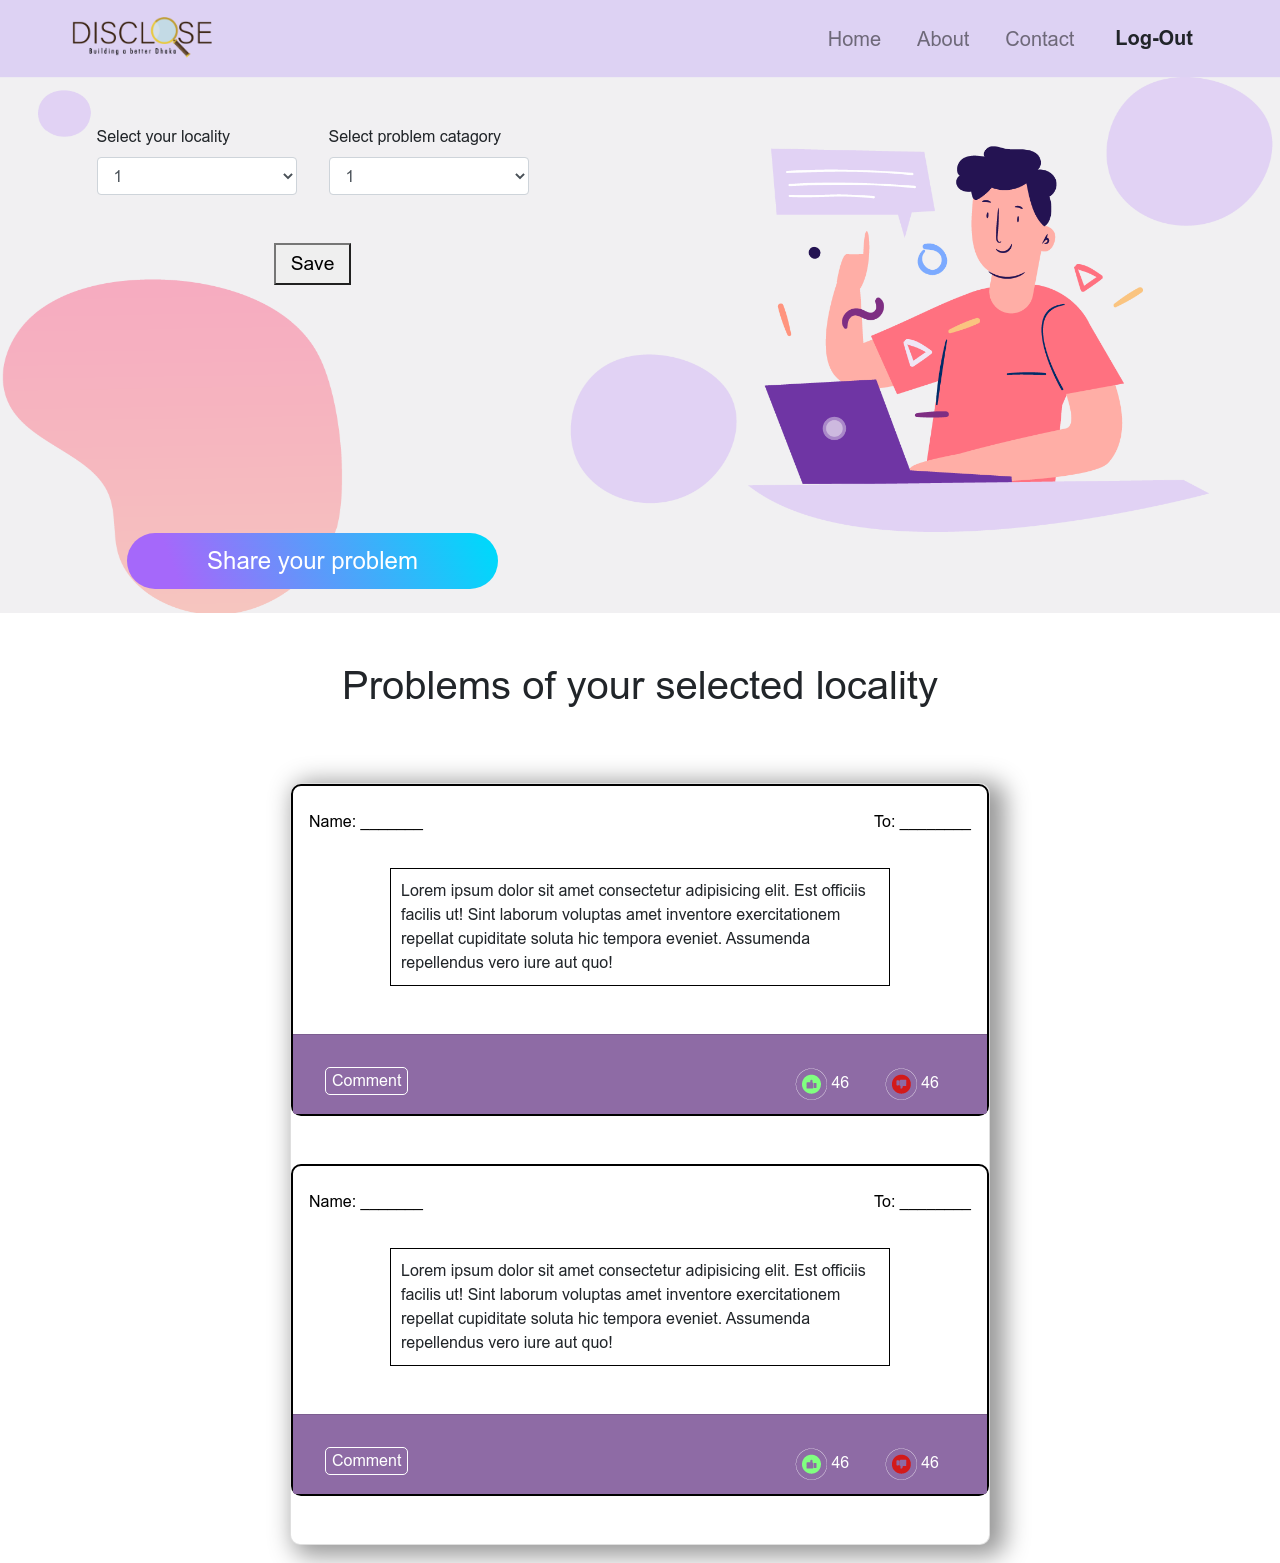 DISCLOSE
Building a better Dhaka
Home About Contact Log-Out
Select your locality Select problem catagory
1 1
Save
Share your problem
Problems of your selected locality
Name: _______ To: ________
Lorem ipsum dolor sit amet consectetur adipisicing elit. Est officiis
facilis ut! Sint laborum voluptas amet inventore exercitationem
repellat cupiditate soluta hic tempora eveniet. Assumenda
repellendus vero iure aut quo!
Comment 46 46
Name: _______ To: ________
Lorem ipsum dolor sit amet consectetur adipisicing elit. Est officiis
facilis ut! Sint laborum voluptas amet inventore exercitationem
repellat cupiditate soluta hic tempora eveniet. Assumenda
repellendus vero iure aut quo!
Comment 46 46